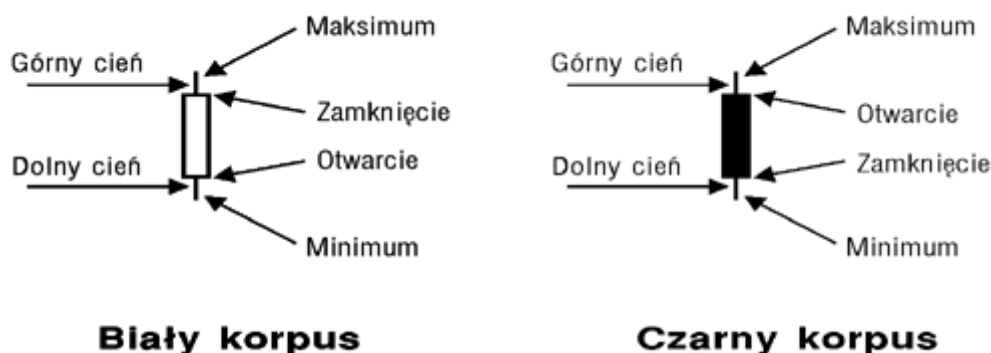 Maksimum
Górny cień
Zamknięcie
Otwarcie
Dolny cień
Minimum
Biały korpus
Maksimum
Górny cień
Otwarcie
Zamknięcie
Dolny cień
Minimum
Czarny korpus